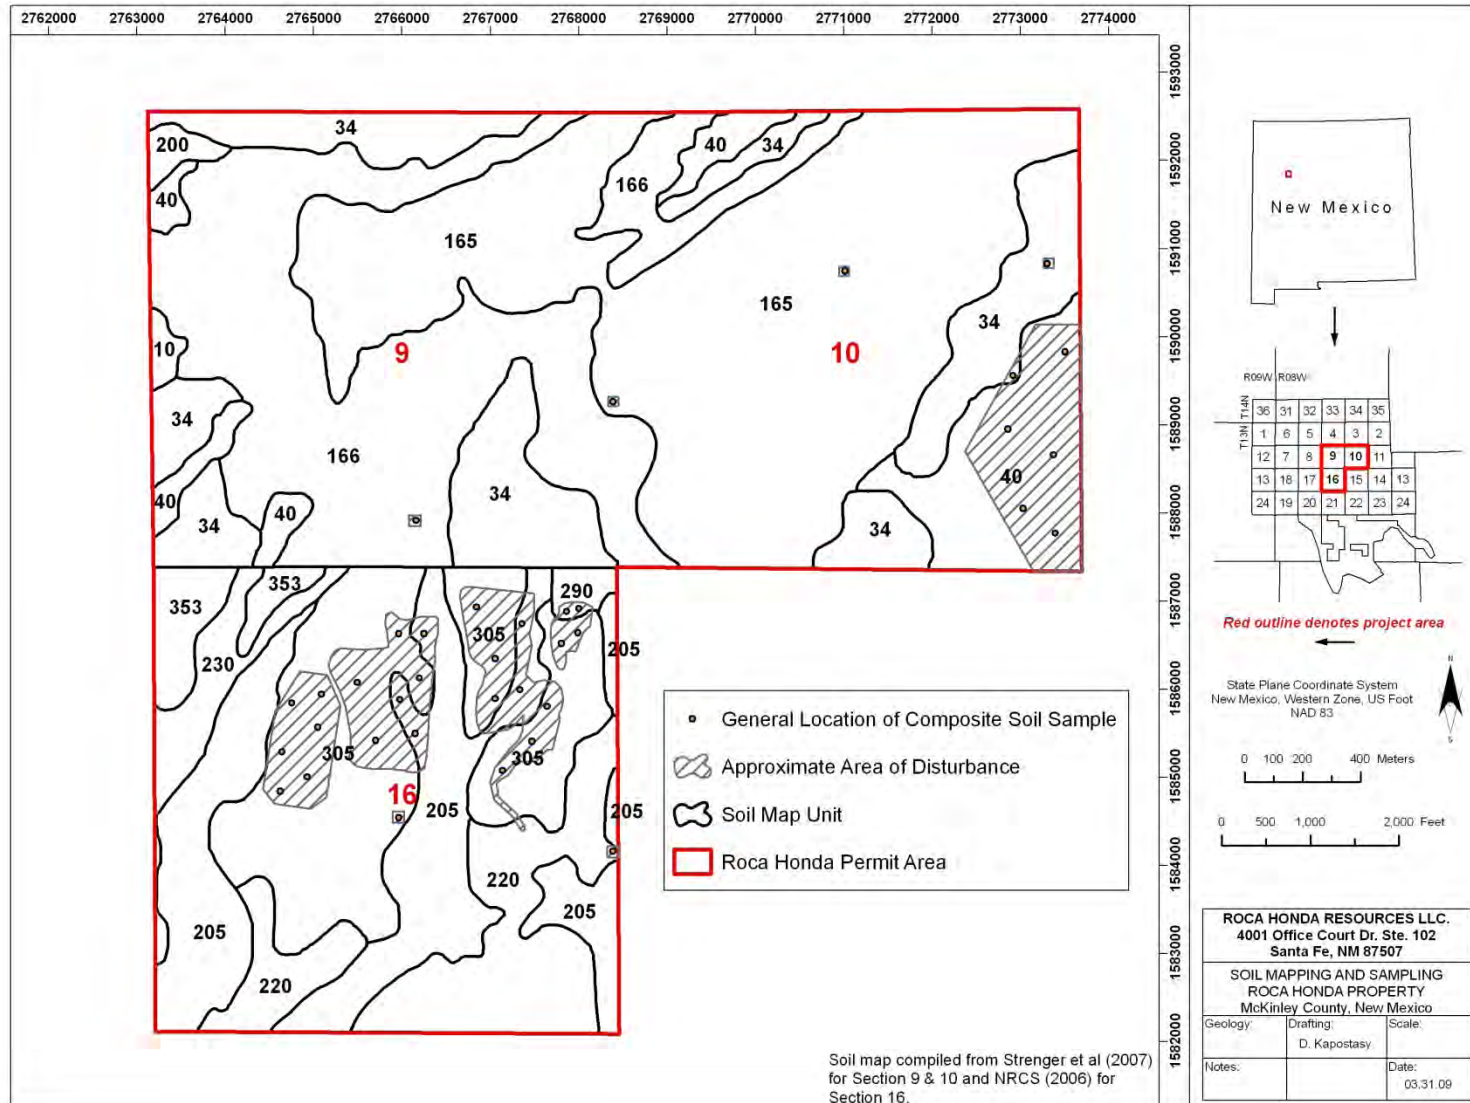 2762000 2763000 2764000 2765000 2766000 2767000 2768000 2769000 2770000 2771000 2772000 2773000 2774000
1593000
1592000
1591000
1590000
1589000
1588000
1587000
1586000
1585000
1584000
1583000
1582000
34
200
40
40
34
166
165
165
10
9
10
34
34
166
34
40
40
40
34
34
353
353
290
305
205
230
305
305
16
205
205
220
205
205
220
General Location of Composite Soil Sample
Approximate Area of Disturbance
Soil Map Unit
Roca Honda Permit Area
Soil map compiled from Strenger et al (2007)
for Section 9 & 10 and NRCS (2006) for
Section 16.
New Mexico
R09W R08W
T14N
T13N
36 31 32 33 34 35
1 6 5 4 3 2
12 7 8 9 10 11
13 18 17 16 15 14 13
24 19 20 21 22 23 24
Red outline denotes project area
N
S
State Plane Coordinate System
New Mexico, Western Zone, US Foot
NAD 83
0 100 200 400 Meters
0 500 1,000 2,000 Feet
ROCA HONDA RESOURCES LLC.
4001 Office Court Dr. Ste. 102
Santa Fe, NM 87507
SOIL MAPPING AND SAMPLING
ROCA HONDA PROPERTY
McKinley County, New Mexico
Geology: Drafting: Scale:
D. Kapostasy
Notes: Date:
03.31.09